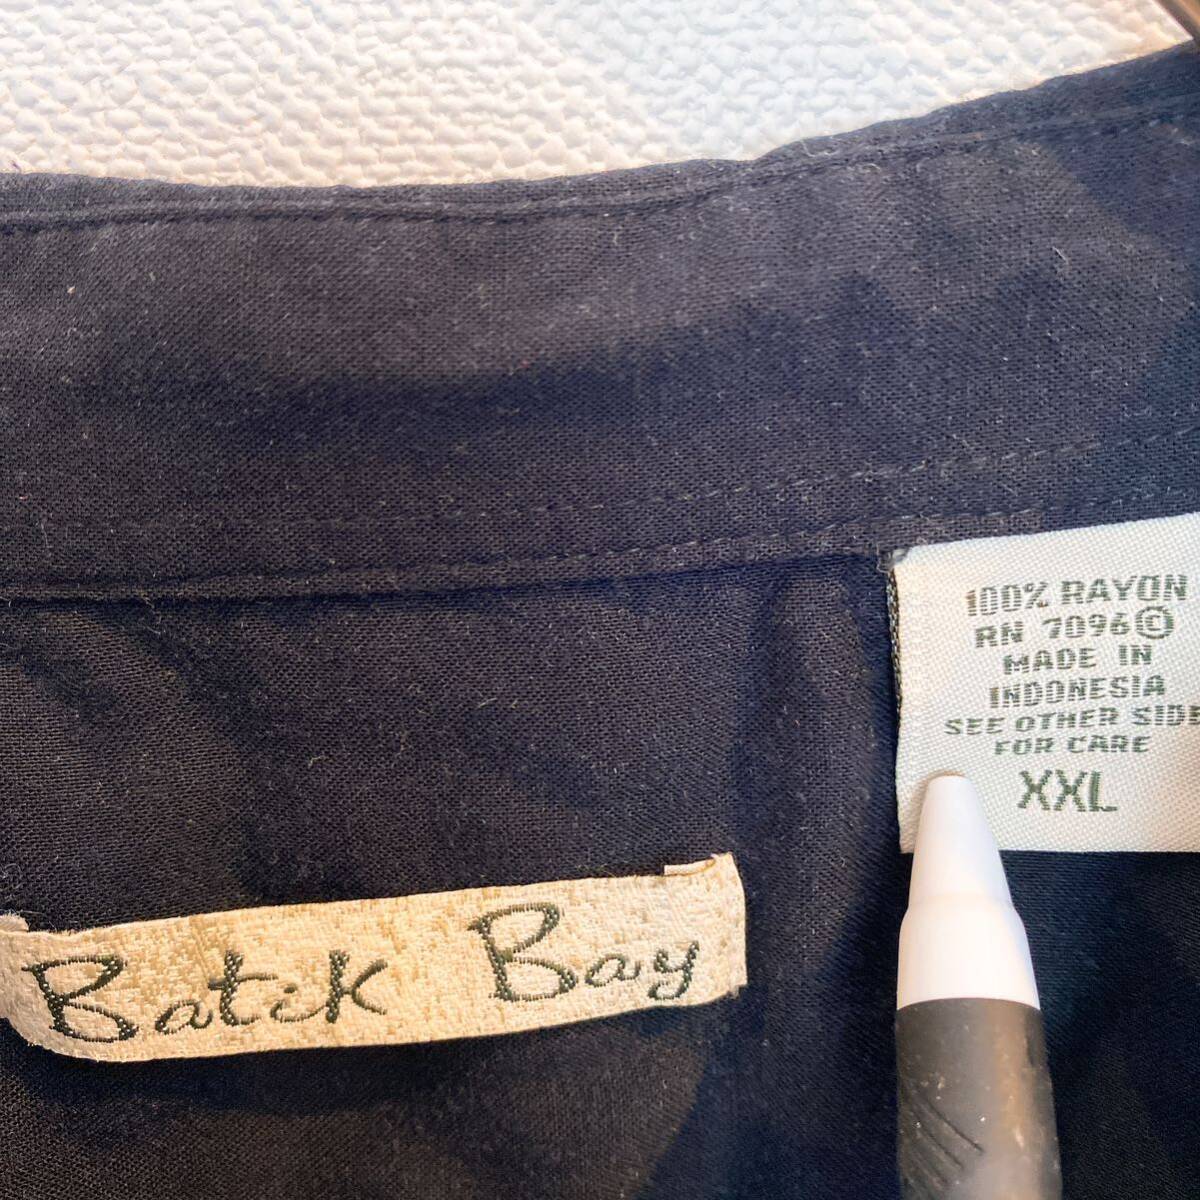 100% RAYON
RN 7096©
MADE IN
INDONESIA
SEE OTHER SIDE
FOR CARE
XXL
Batik Bay